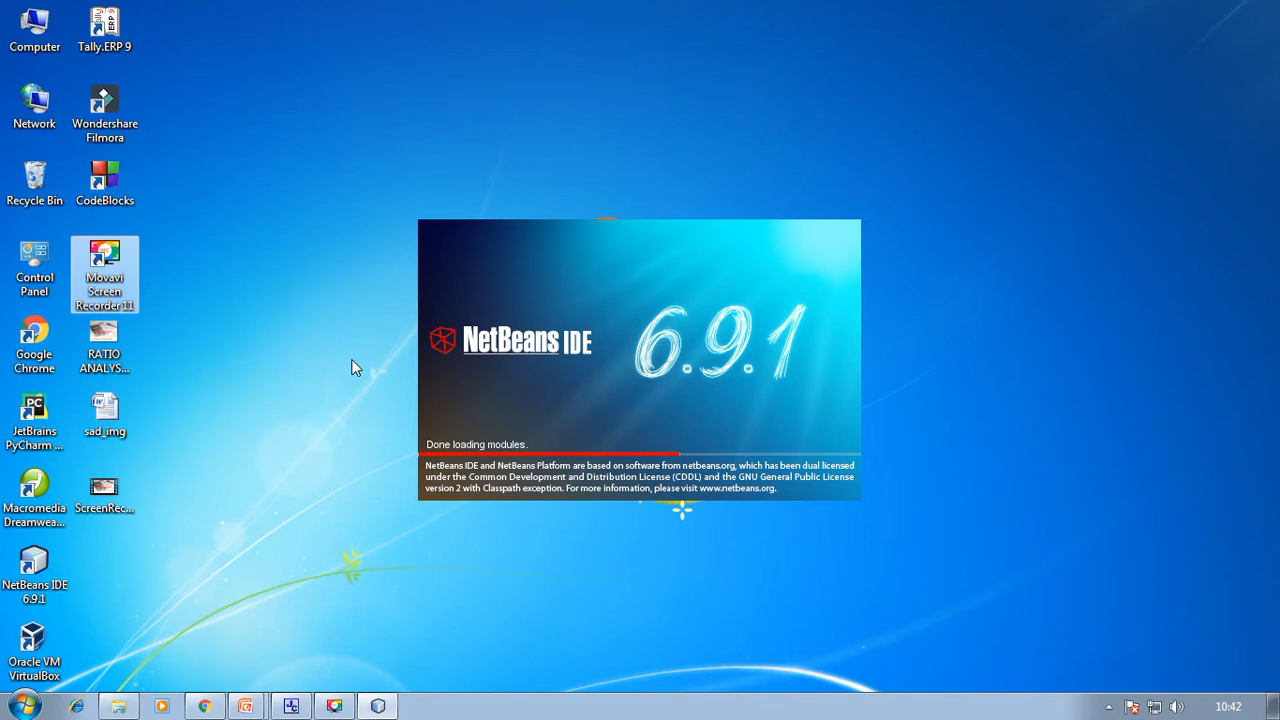 Computer
Tally.ERP 9
Network
Wondershare
Filmora
Recycle Bin
CodeBlocks
Control
Panel
Movavi
Screen
Recorder 11
Google
Chrome
RATIO
ANALYS...
JetBrains
PyCharm ...
sad_img
Macromedia
Dreamwea...
ScreenRec...
NetBeans IDE
6.9.1
Oracle VM
VirtualBox
NetBeans IDE
6.9.1
Done loading modules.
NetBeans IDE and NetBeans Platform are based on software from netbeans.org, which has been dual licensed
under the Common Development and Distribution License (CDDL) and the GNU General Public License
version 2 with Classpath exception. For more information, please visit www.netbeans.org.
10:42